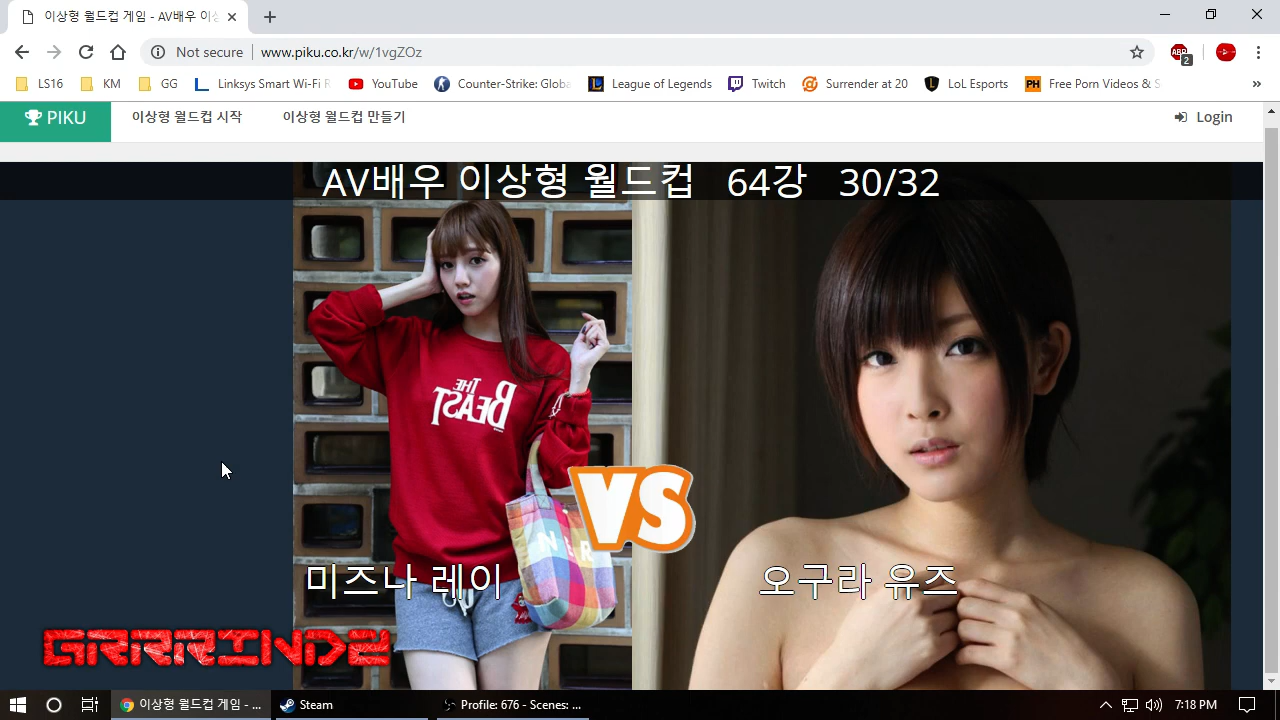 이상형 월드컵 게임 - AV배우 이상
Not secure
www.piku.co.kr/w/1vgZOz
ABP
2
LS16
KM
GG
Linksys Smart Wi-Fi R
YouTube
Counter-Strike: Globa
League of Legends
Twitch
Surrender at 20
LoL Esports
PH
Free Porn Videos & S
»
PIKU
이상형 월드컵 시작
이상형 월드컵 만들기
Login
AV배우 이상형 월드컵 64강 30/32
THE
BEAST
VS
미즈나 레이
오구라 유즈
GRRRINDZ
이상형 월드컵 게임 - ...
Steam
Profile: 676 - Scenes: ...
7:18 PM